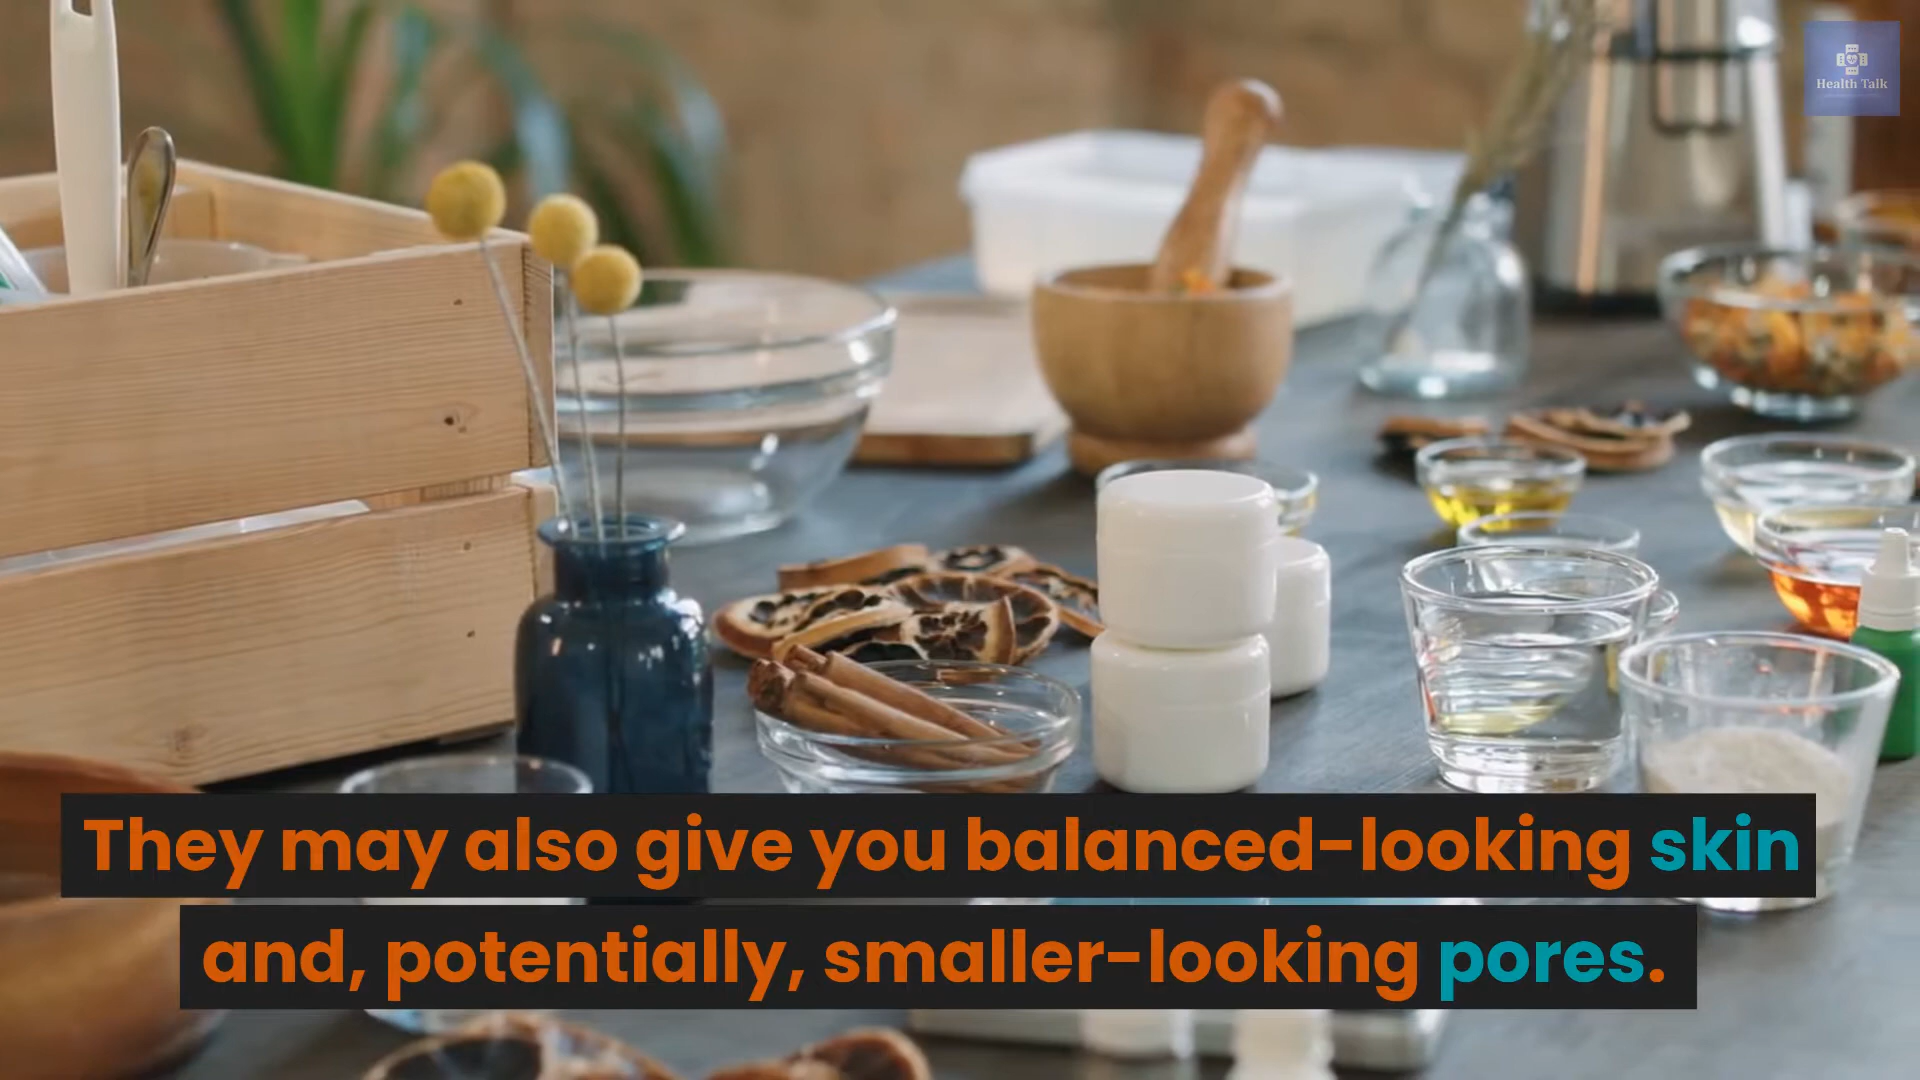 Health Talk
They may also give you balanced-looking skin
and, potentially, smaller-looking pores.